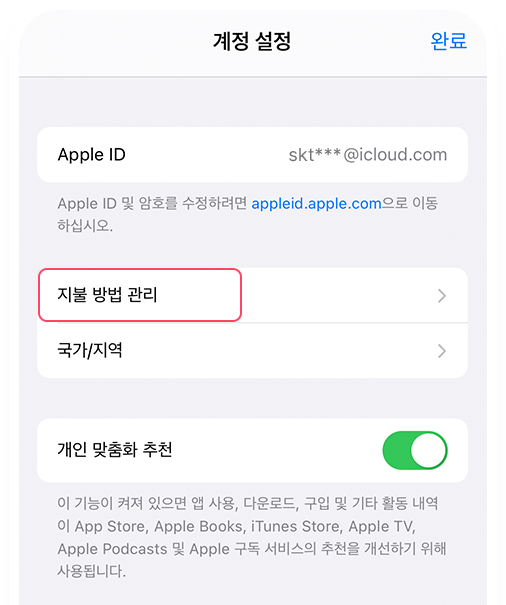 계정 설정
완료
Apple ID
skt***@icloud.com
Apple ID 및 암호를 수정하려면 appleid.apple.com으로 이동
하십시오.
지불 방법 관리
국가/지역
개인 맞춤화 추천
이 기능이 켜져 있으면 앱 사용, 다운로드, 구입 및 기타 활동 내역
이 App Store, Apple Books, iTunes Store, Apple TV,
Apple Podcasts 및 Apple 구독 서비스의 추천을 개선하기 위해
사용됩니다.